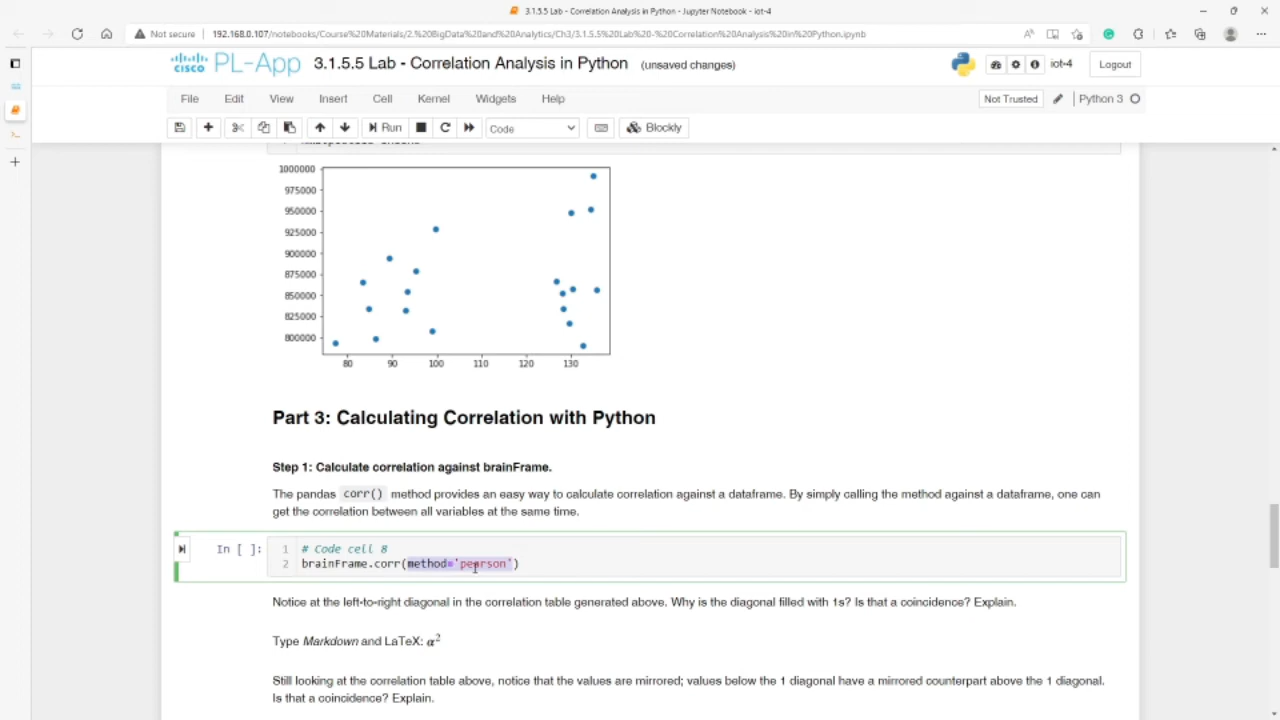 3.1.5.5 Lab - Correlation Analysis in Python - Jupyter Notebook - iot-4
Not secure
192.168.0.107/notebooks/Course%20Materials/2.%20BigData%20and%20Analytics/Ch3/3.1.5.5%20Lab%20-%20Correlation%20Analysis%20in%20Python.ipynb
cisco PL-App 3.1.5.5 Lab - Correlation Analysis in Python (unsaved changes) iot-4 Logout
File Edit View Insert Cell Kernel Widgets Help Not Trusted Python 3
Run Code Blockly
1000000
975000
950000
925000
900000
875000
850000
825000
800000
80 90 100 110 120 130
Part 3: Calculating Correlation with Python
Step 1: Calculate correlation against brainFrame.
The pandas corr() method provides an easy way to calculate correlation against a dataframe. By simply calling the method against a dataframe, one can
get the correlation between all variables at the same time.
In [ ]: 1 # Code cell 8
2 brainFrame.corr(method='pearson')
Notice at the left-to-right diagonal in the correlation table generated above. Why is the diagonal filled with 1s? Is that a coincidence? Explain.
Type Markdown and LaTeX: α²
Still looking at the correlation table above, notice that the values are mirrored; values below the 1 diagonal have a mirrored counterpart above the 1 diagonal.
Is that a coincidence? Explain.